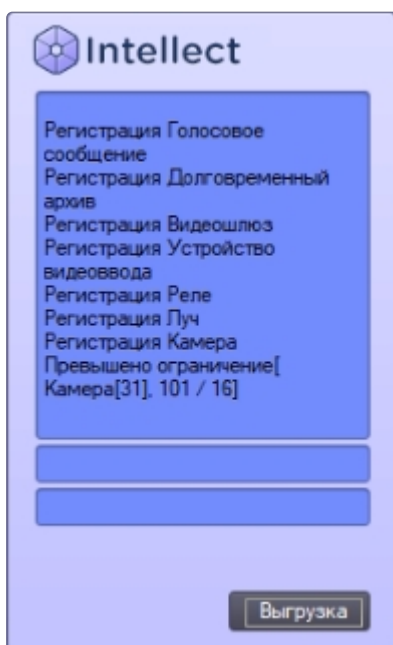 Intellect
Регистрация Голосовое
сообщение
Регистрация Долговременный
архив
Регистрация Видеошлюз
Регистрация Устройство
видеоввода
Регистрация Реле
Регистрация Луч
Регистрация Камера
Превышено ограничение[
Камера[31], 101 / 16]
Выгрузка